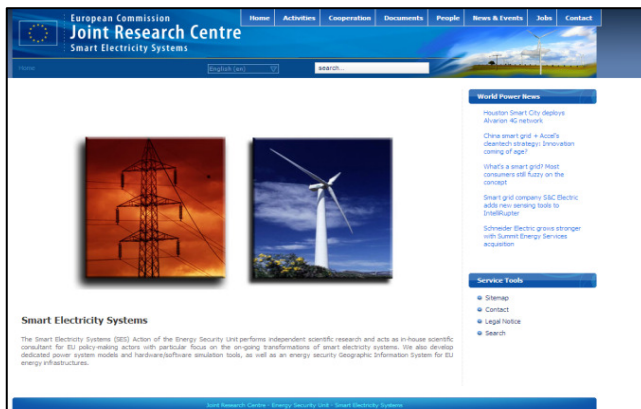 European Commission
Joint Research Centre
Smart Electricity Systems
Home Activities Cooperation Documents People News & Events Jobs Contact
Home
English (en)
search...
World Power News
Houston Smart City deploys
Alvarion 4G network
China smart grid + Accel's
cleantech strategy: Innovation
coming of age?
What's a smart grid? Most
consumers still fuzzy on the
concept
Smart grid company S&C Electric
adds new sensing tools to
IntelliRupter
Schneider Electric grows stronger
with Summit Energy Services
acquisition
Service Tools
Sitemap
Contact
Legal Notice
Search
Smart Electricity Systems
The Smart Electricity Systems (SES) Action of the Energy Security Unit performs independent scientific research and acts as in-house scientific
consultant for EU policy-making actors with particular focus on the on-going transformations of smart electricity systems. We also develop
dedicated power system models and hardware/software simulation tools, as well as an energy security Geographic Information System for EU
energy infrastructures.
Joint Research Centre - Energy Security Unit - Smart Electricity Systems